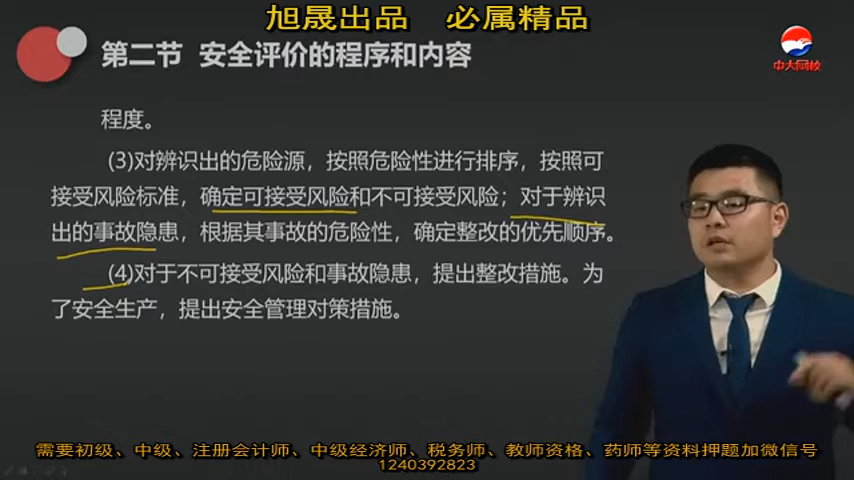 旭晟出品 必属精品
第二节 安全评价的程序和内容
中大网校
程度。
(3)对辨识出的危险源，按照危险性进行排序，按照可
接受风险标准，确定可接受风险和不可接受风险；对于辨识
出的事故隐患，根据其事故的危险性，确定整改的优先顺序。
(4)对于不可接受风险和事故隐患，提出整改措施。为
了安全生产，提出安全管理对策措施。
需要初级、中级、注册会计师、中级经济师、税务师、教师资格、药师等资料押题加微信号
1240392823